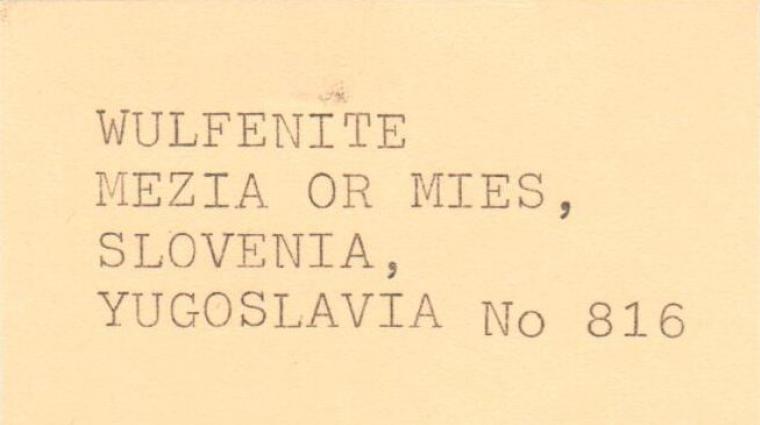 WULFENITE
MEZIA OR MIES,
SLOVENIA,
YUGOSLAVIA No 816